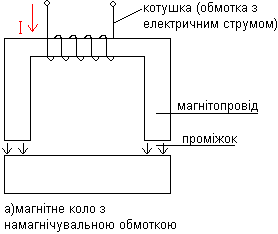 котушка (обмотка з
електричним струмом)
I
магнітопровід
проміжок
а)магнітне коло з
намагнічувальною обмоткою